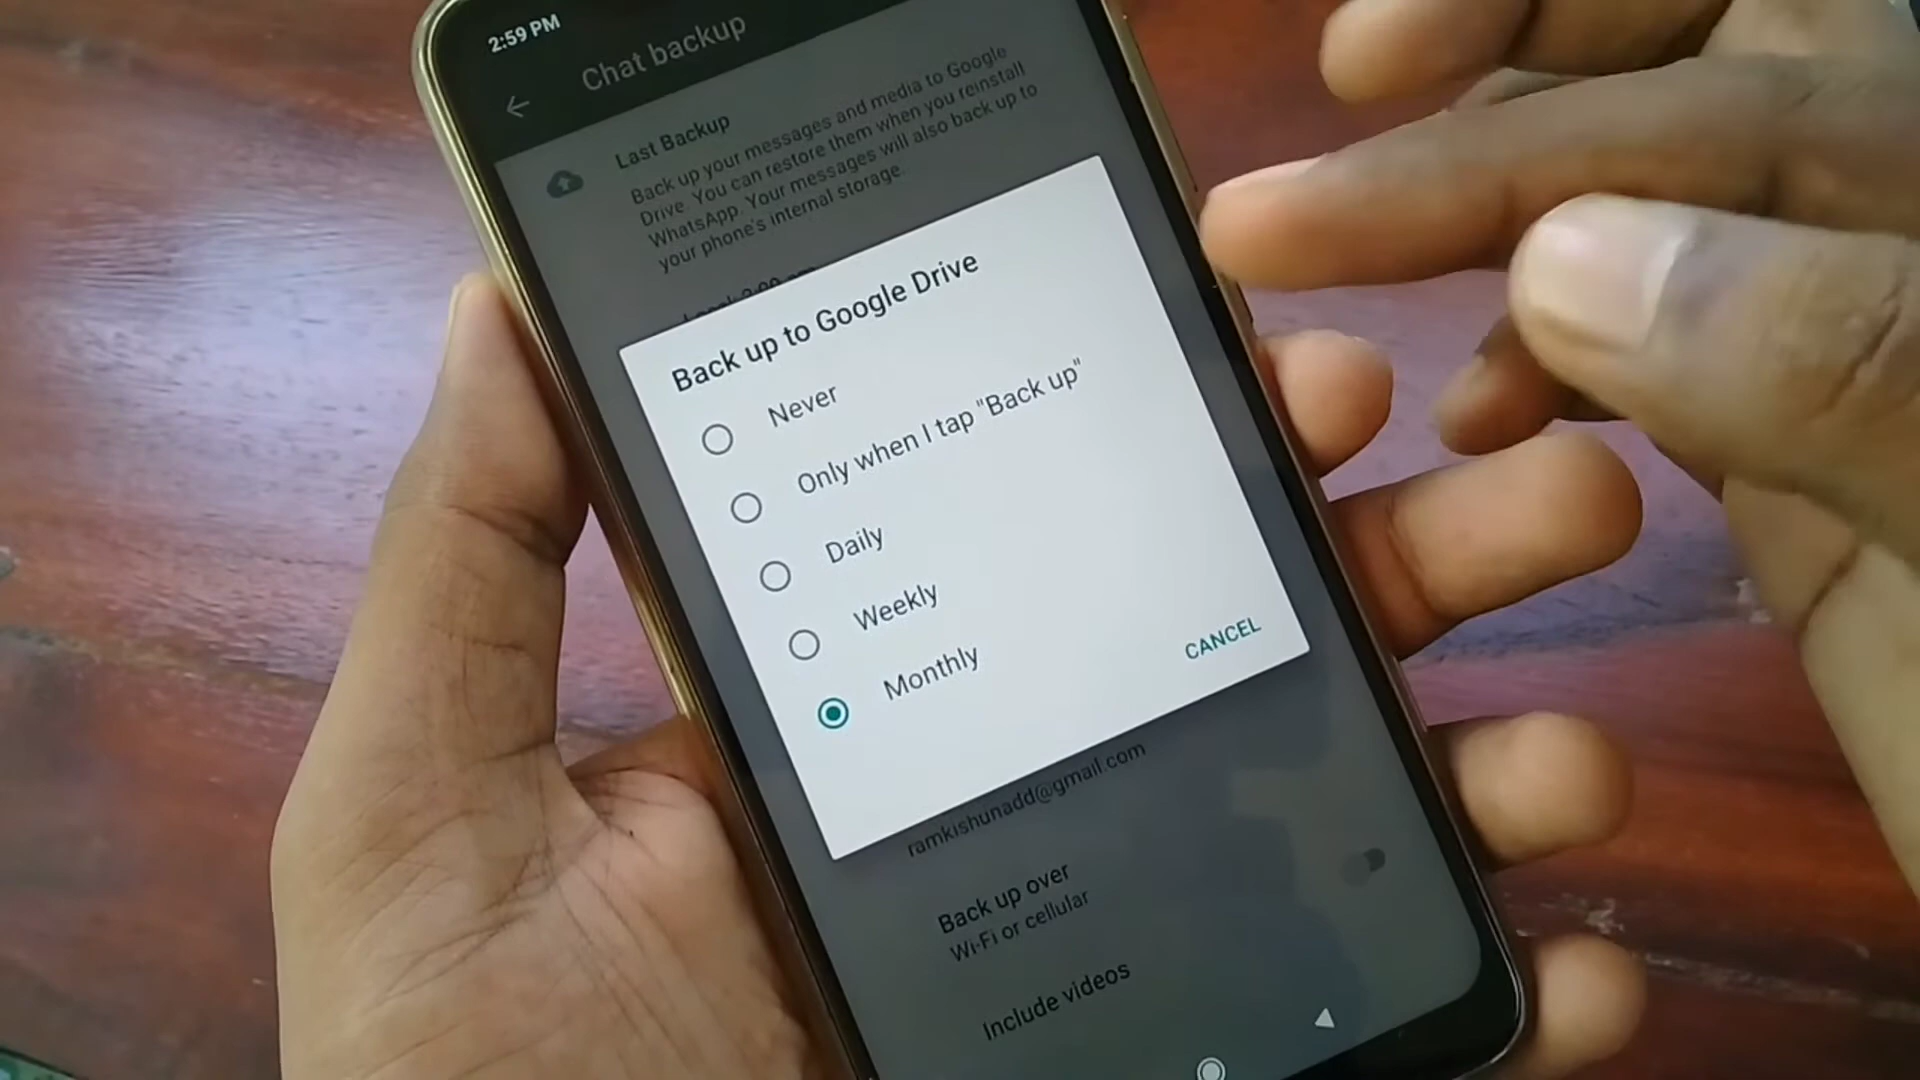 2:59 PM
Chat backup
Last Backup
Back up your messages and media to Google
Drive. You can restore them when you reinstall
WhatsApp. Your messages will also back up to
your phone's internal storage.
Back up to Google Drive
Never
Only when I tap "Back up"
Daily
Weekly
Monthly
CANCEL
ramkishunadd@gmail.com
Back up over
Wi-Fi or cellular
Include videos